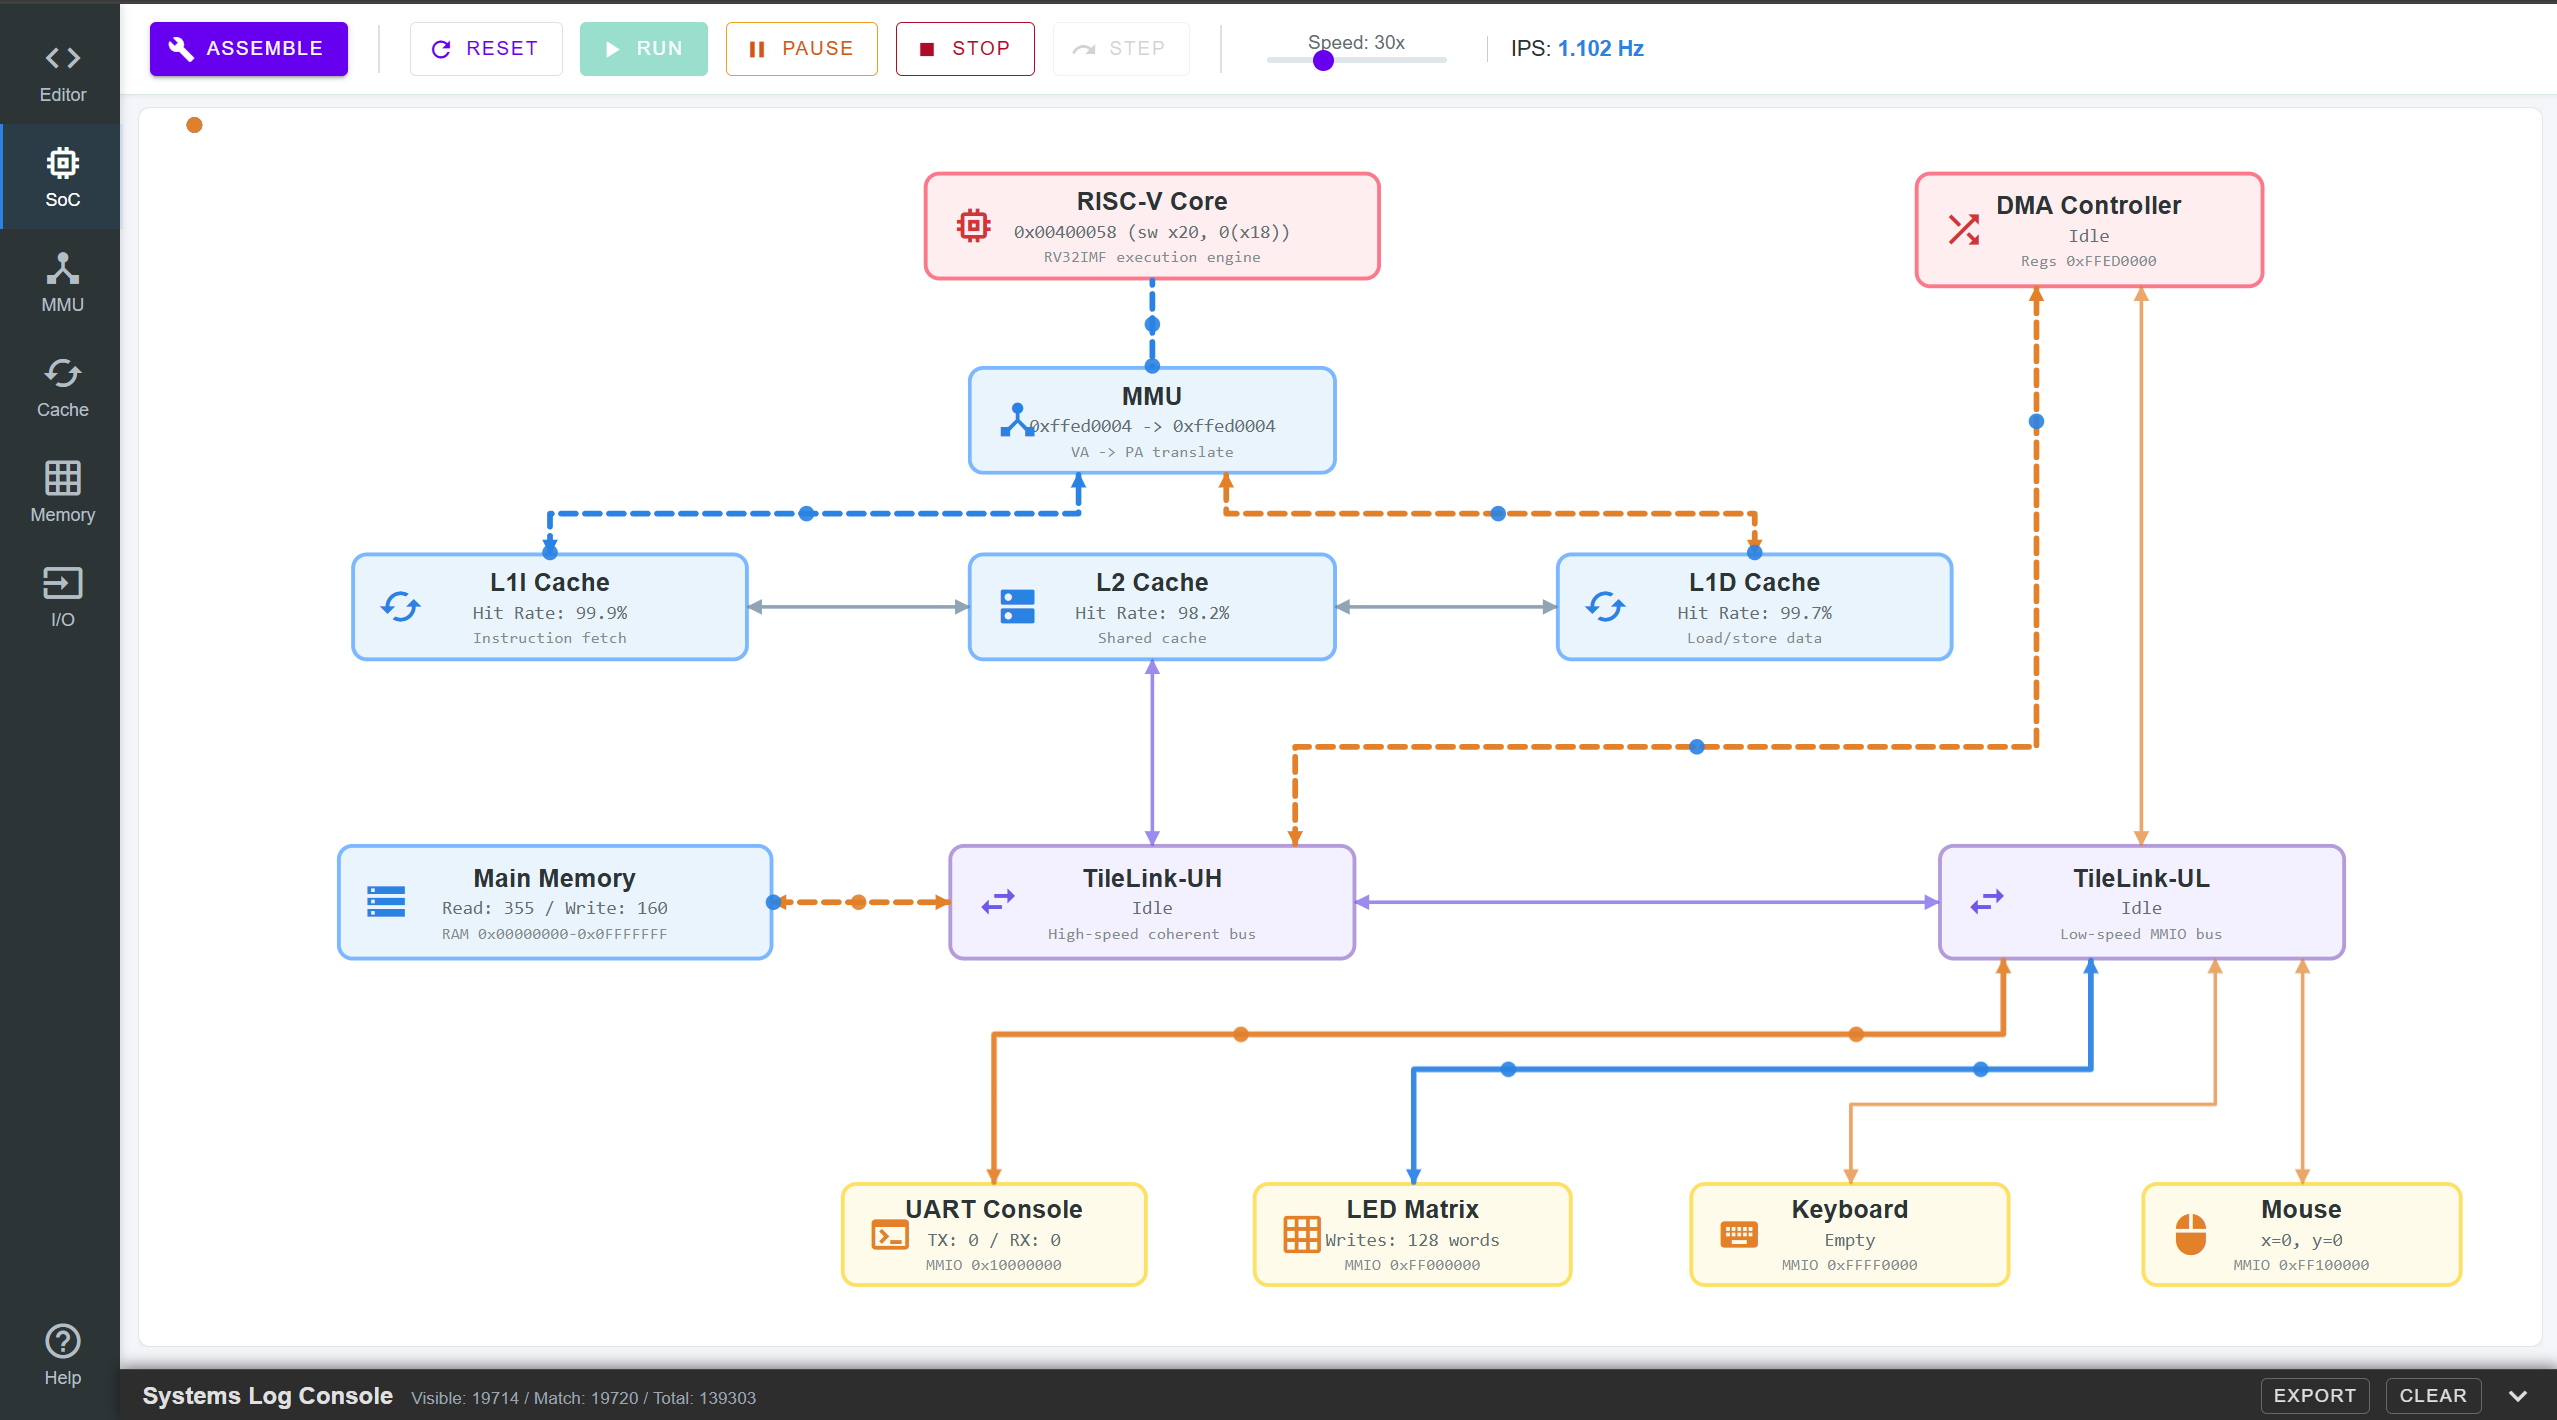 ASSEMBLE
RESET
RUN
PAUSE
STOP
STEP
Speed: 30x
IPS: 1.102 Hz
Editor
SoC
MMU
Cache
Memory
I/O
Help
RISC-V Core
0x00400058 (sw x20, 0(x18))
RV32IMF execution engine
DMA Controller
Idle
Regs 0xFFED0000
MMU
0xffed0004 -> 0xffed0004
VA -> PA translate
L1I Cache
Hit Rate: 99.9%
Instruction fetch
L2 Cache
Hit Rate: 98.2%
Shared cache
L1D Cache
Hit Rate: 99.7%
Load/store data
Main Memory
Read: 355 / Write: 160
RAM 0x00000000-0x0FFFFFFF
TileLink-UH
Idle
High-speed coherent bus
TileLink-UL
Idle
Low-speed MMIO bus
UART Console
TX: 0 / RX: 0
MMIO 0x10000000
LED Matrix
Writes: 128 words
MMIO 0xFF000000
Keyboard
Empty
MMIO 0xFFFF0000
Mouse
x=0, y=0
MMIO 0xFF100000
Systems Log Console
Visible: 19714 / Match: 19720 / Total: 139303
EXPORT
CLEAR